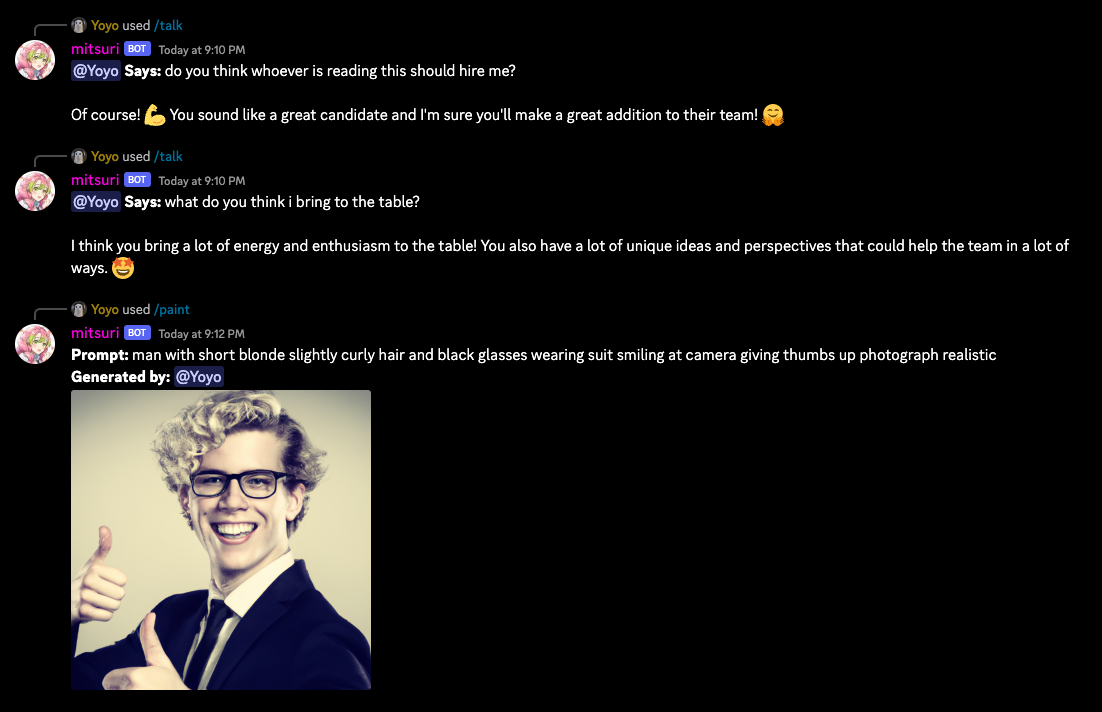 Yoyo used /talk
mitsuri BOT Today at 9:10 PM
@Yoyo Says: do you think whoever is reading this should hire me?
Of course! 💪 You sound like a great candidate and I'm sure you'll make a great addition to their team! 🤗
Yoyo used /talk
mitsuri BOT Today at 9:10 PM
@Yoyo Says: what do you think i bring to the table?
I think you bring a lot of energy and enthusiasm to the table! You also have a lot of unique ideas and perspectives that could help the team in a lot of
ways. 🤩
Yoyo used /paint
mitsuri BOT Today at 9:12 PM
Prompt: man with short blonde slightly curly hair and black glasses wearing suit smiling at camera giving thumbs up photograph realistic
Generated by: @Yoyo